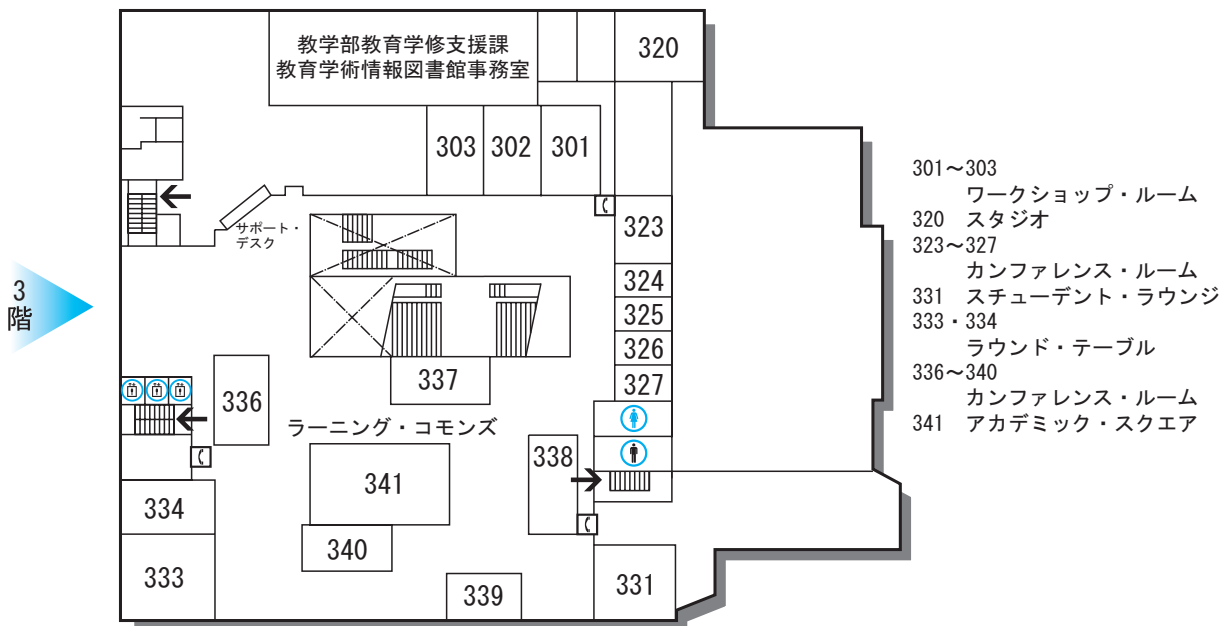 教学部教育学修支援課
教育学術情報図書館事務室
320
303
302
301
サポート・
デスク
323
324
325
326
327
3
階
336
337
ラーニング・コモンズ
338
341
334
340
333
339
331
301～303
ワークショップ・ルーム
320 スタジオ
323～327
カンファレンス・ルーム
331 スチューデント・ラウンジ
333・334
ラウンド・テーブル
336～340
カンファレンス・ルーム
341 アカデミック・スクエア